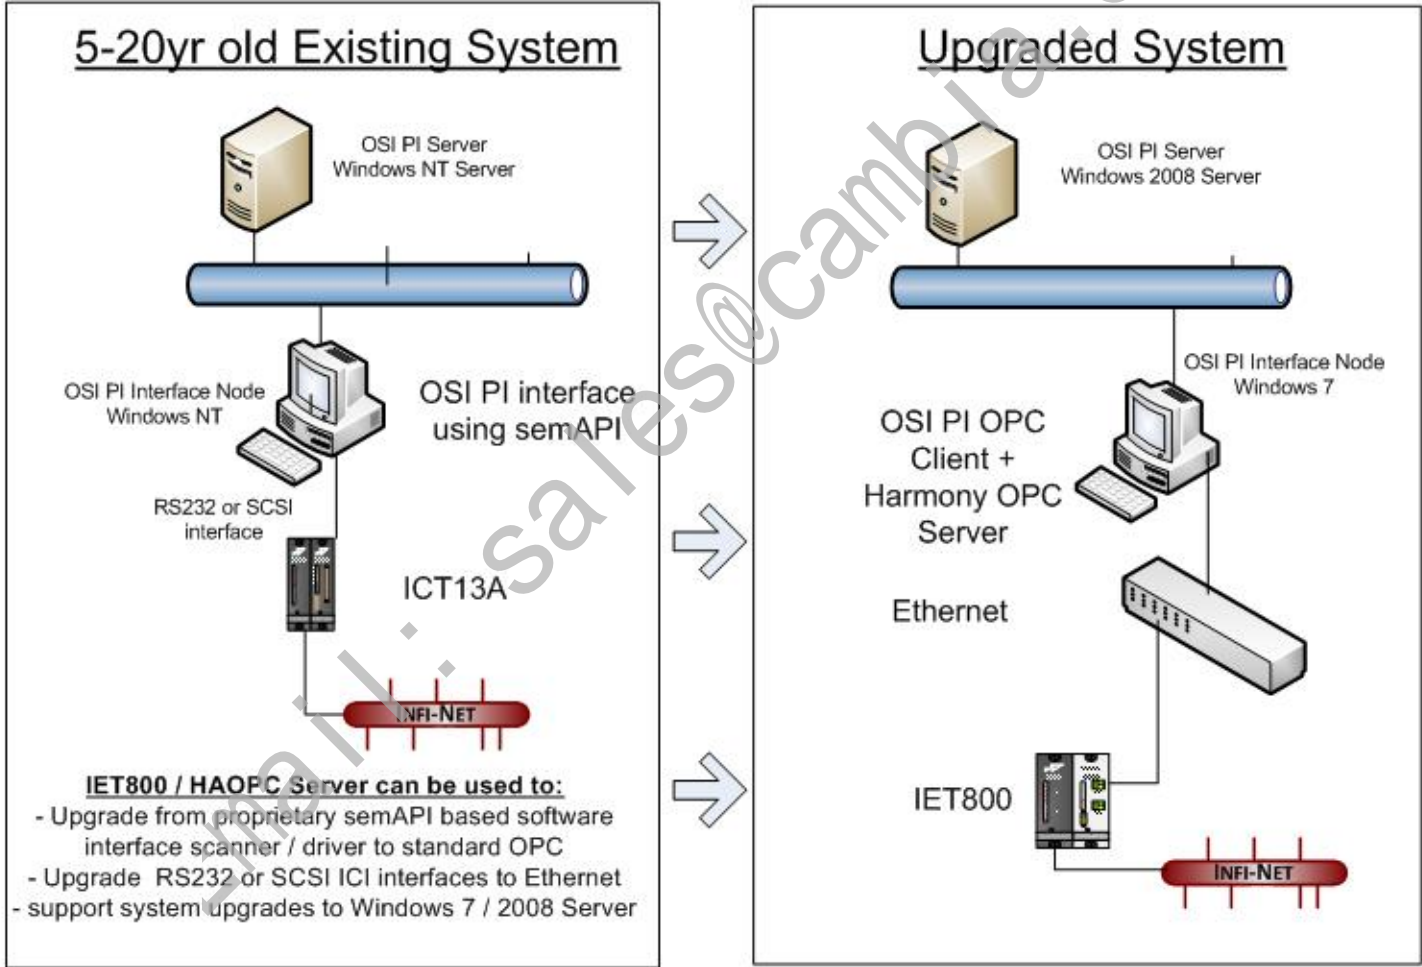 5-20yr old Existing System
OSI PI Server
Windows NT Server
OSI PI Interface Node
Windows NT
OSI PI interface
using semAPI
RS232 or SCSI
interface
ICT13A
INFI-NET
IET800 / HAOPC Server can be used to:
- Upgrade from proprietary semAPI based software
interface scanner / driver to standard OPC
- Upgrade RS232 or SCSI ICI interfaces to Ethernet
- support system upgrades to Windows 7 / 2008 Server
Upgraded System
OSI PI Server
Windows 2008 Server
OSI PI Interface Node
Windows 7
OSI PI OPC
Client +
Harmony OPC
Server
Ethernet
IET800
INFI-NET
mail: sales@cambia.